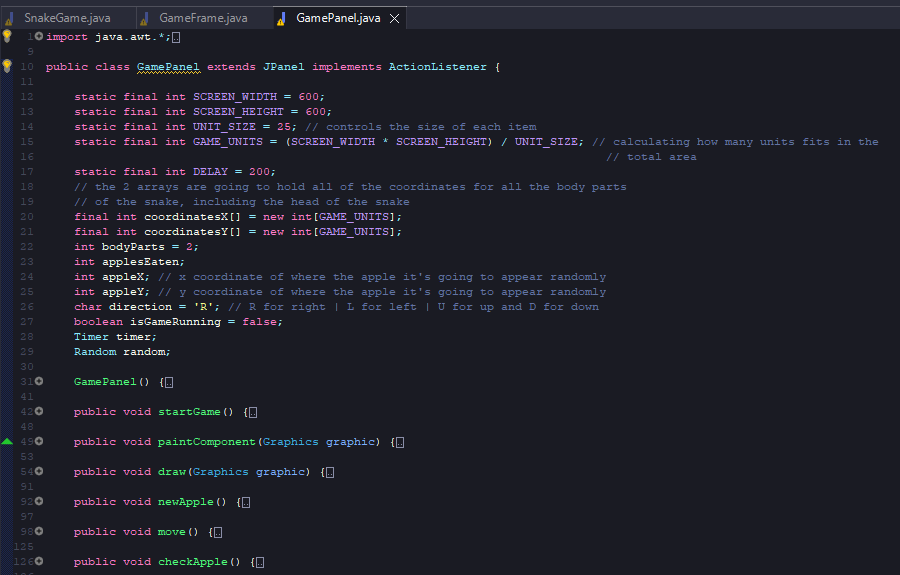 SnakeGame.java GameFrame.java GamePanel.java
1 import java.awt.*;
9
10 public class GamePanel extends JPanel implements ActionListener {
11
12 static final int SCREEN_WIDTH = 600;
13 static final int SCREEN_HEIGHT = 600;
14 static final int UNIT_SIZE = 25; // controls the size of each item
15 static final int GAME_UNITS = (SCREEN_WIDTH * SCREEN_HEIGHT) / UNIT_SIZE; // calculating how many units fits in the
16 // total area
17 static final int DELAY = 200;
18 // the 2 arrays are going to hold all of the coordinates for all the body parts
19 // of the snake, including the head of the snake
20 final int coordinatesX[] = new int[GAME_UNITS];
21 final int coordinatesY[] = new int[GAME_UNITS];
22 int bodyParts = 2;
23 int applesEaten;
24 int appleX; // x coordinate of where the apple it's going to appear randomly
25 int appleY; // y coordinate of where the apple it's going to appear randomly
26 char direction = 'R'; // R for right | L for left | U for up and D for down
27 boolean isGameRunning = false;
28 Timer timer;
29 Random random;
30
31 GamePanel() {
41
42 public void startGame() {
48
49 public void paintComponent(Graphics graphic) {
53
54 public void draw(Graphics graphic) {
91
92 public void newApple() {
97
98 public void move() {
125
126 public void checkApple() {